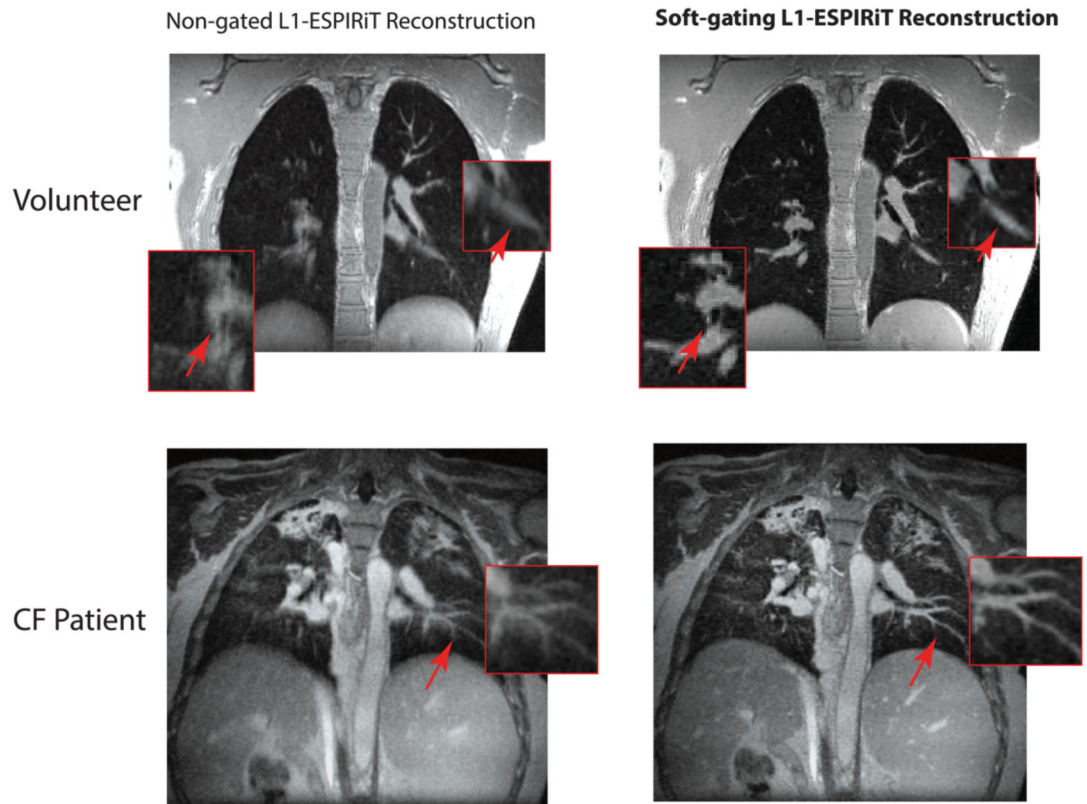 Non-gated L1-ESPIRiT Reconstruction
Soft-gating L1-ESPIRiT Reconstruction
Volunteer
CF Patient